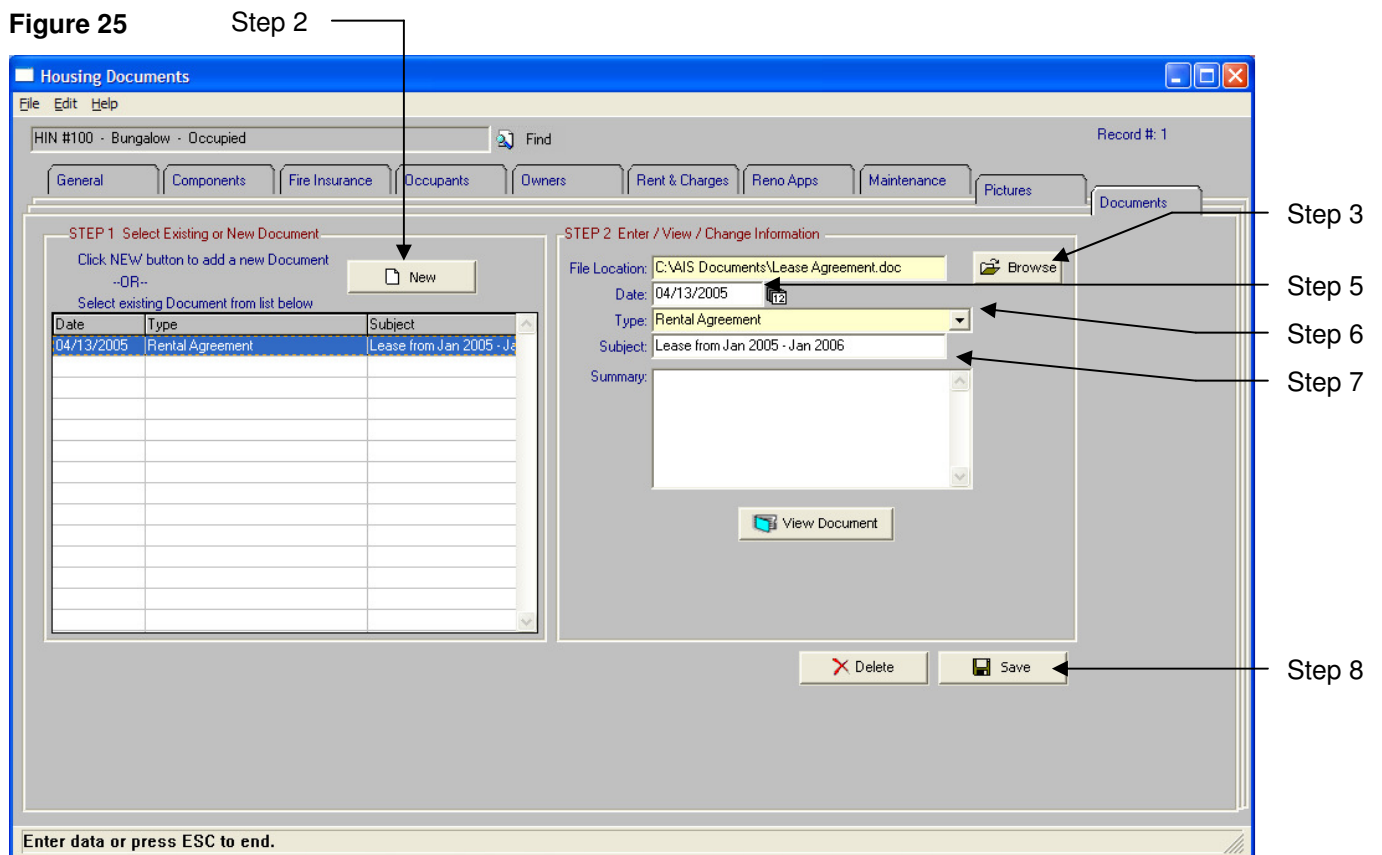 Figure 25
Step 2
Housing Documents
File Edit Help
HIN #100 - Bungalow - Occupied
Find
Record #: 1
General
Components
Fire Insurance
Occupants
Owners
Rent & Charges
Reno Apps
Maintenance
Pictures
Documents
STEP 1 Select Existing or New Document
Click NEW button to add a new Document
--OR--
Select existing Document from list below
New
Date Type Subject
04/13/2005 Rental Agreement Lease from Jan 2005 - Ja
STEP 2 Enter / View / Change Information
File Location: C:\AIS Documents\Lease Agreement.doc
Browse
Date: 04/13/2005
12
Type: Rental Agreement
Subject: Lease from Jan 2005 - Jan 2006
Summary:
View Document
Delete
Save
Step 3
Step 5
Step 6
Step 7
Step 8
Enter data or press ESC to end.